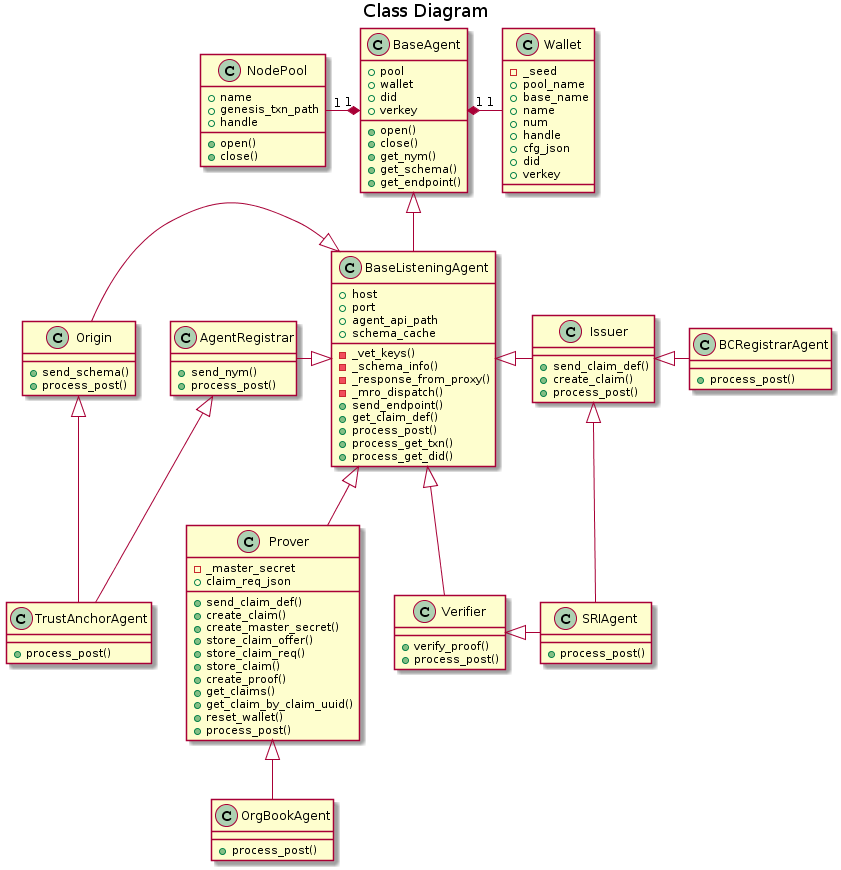 Class Diagram
C NodePool
name
genesis_txn_path
handle
open()
close()
1 1
C BaseAgent
pool
wallet
did
verkey
open()
close()
get_nym()
get_schema()
get_endpoint()
1 1
C Wallet
_seed
pool_name
base_name
name
num
handle
cfg_json
did
verkey
C Origin
send_schema()
process_post()
C AgentRegistrar
send_nym()
process_post()
C BaseListeningAgent
host
port
agent_api_path
schema_cache
_vet_keys()
_schema_info()
_response_from_proxy()
_mro_dispatch()
send_endpoint()
get_claim_def()
process_post()
process_get_txn()
process_get_did()
C Issuer
send_claim_def()
create_claim()
process_post()
C BCRegistrarAgent
process_post()
C TrustAnchorAgent
process_post()
C Prover
_master_secret
claim_req_json
send_claim_def()
create_claim()
create_master_secret()
store_claim_offer()
store_claim_req()
store_claim()
create_proof()
get_claims()
get_claim_by_claim_uuid()
reset_wallet()
process_post()
C Verifier
verify_proof()
process_post()
C SRIAgent
process_post()
C OrgBookAgent
process_post()